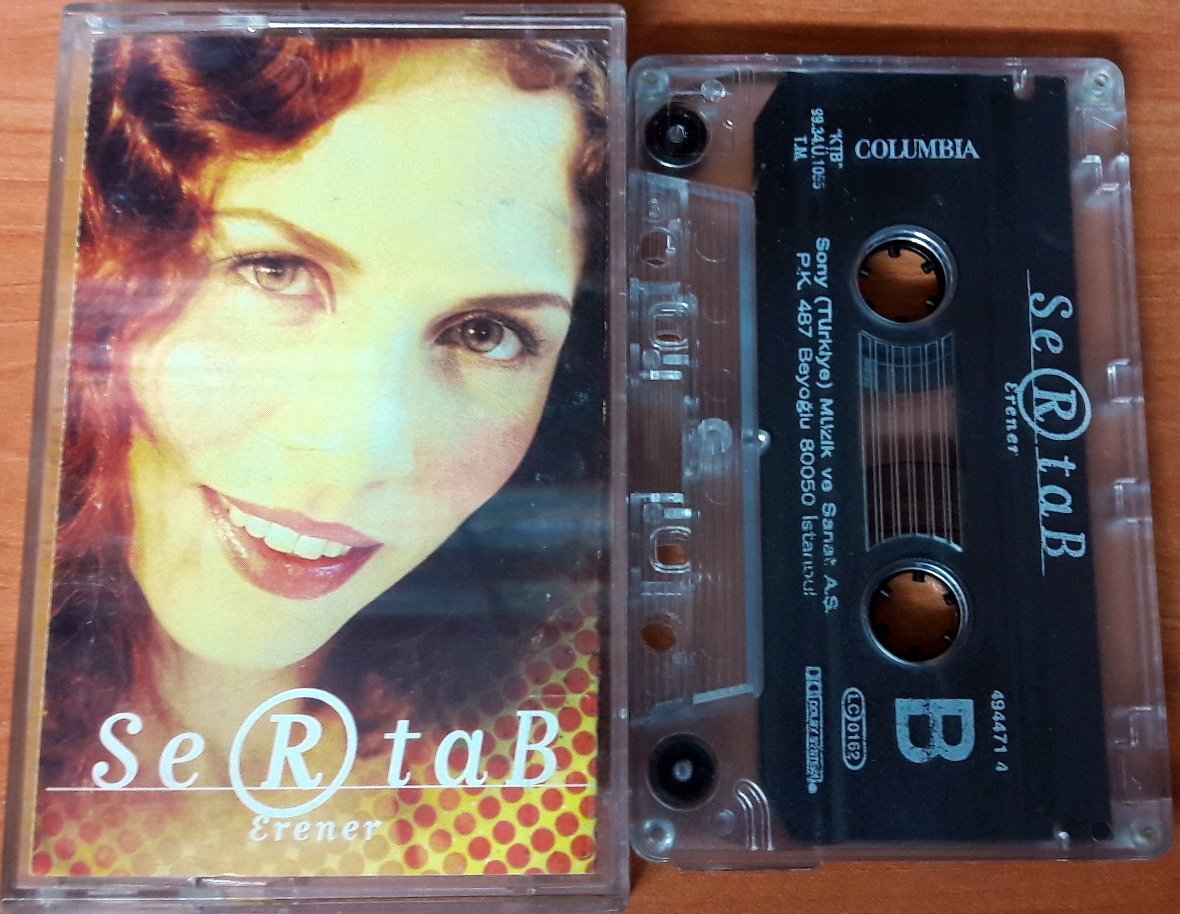 SeRtaB
Erener
COLUMBIA
"KTB"
99.34.Ü.1055
T.M.
SeRtaB
Erener
Sony (Türkiye) Müzik ve Sanat A.Ş.
P.K. 487 Beyoğlu 80050 İstanbul
B
LC 0162
494471 4